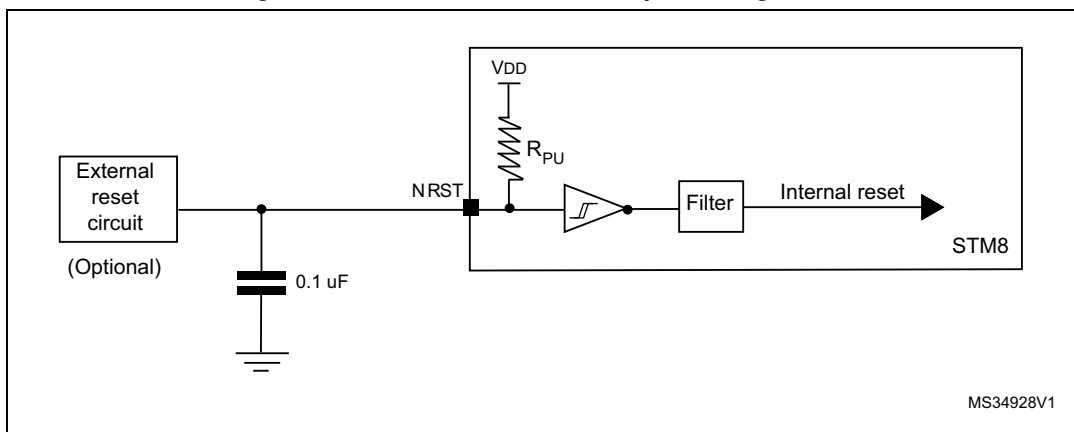 VDD
RPU
External
reset
circuit
(Optional)
NRST
Filter
Internal reset
STM8
0.1 uF
MS34928V1